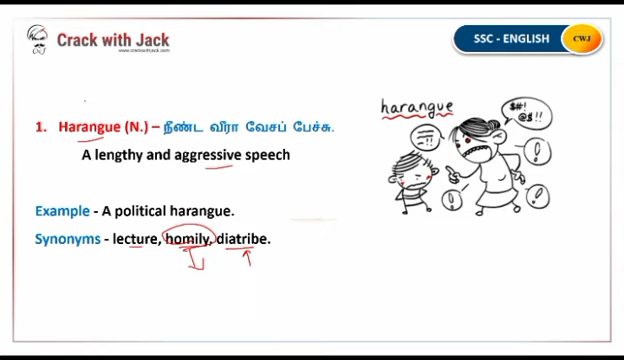 Crack with Jack
www.crackwithjack.com
SSC - ENGLISH
CWJ
harangue
$#!
@$!!
1. Harangue (N.) – நீண்ட வீரா வேசப் பேச்சு.
A lengthy and aggressive speech
Example - A political harangue.
Synonyms - lecture, homily, diatribe.